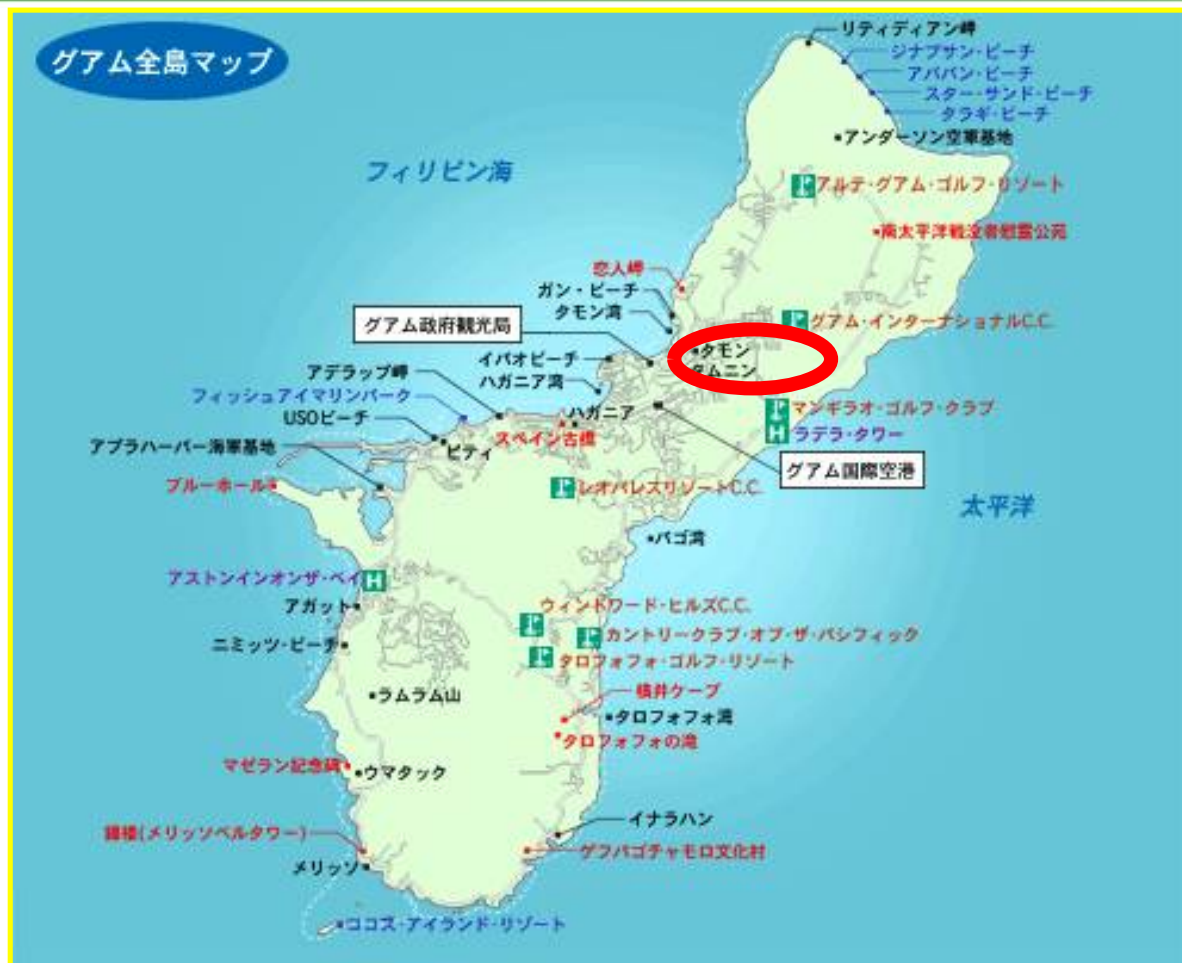 グアム全島マップ
リティディアン岬
ジナプサン・ビーチ
アババン・ビーチ
スター・サンド・ビーチ
タラギ・ビーチ
アンダーソン空軍基地
フィリピン海
アルテ・グアム・ゴルフ・リゾート
南太平洋戦没者慰霊公苑
恋人岬
ガン・ビーチ
タモン湾
グアム・インターナショナルC.C.
グアム政府観光局
タモン
タムニン
イパオビーチ
ハガニア湾
アデラップ岬
フィッシュアイマリンパーク
USOビーチ
ハガニア
マンギラオ・ゴルフ・クラブ
スペイン古橋
ラデラ・タワー
アプラハーバー海軍基地
ピティ
グアム国際空港
ブルーホール
レオパレスリゾートC.C.
太平洋
パゴ湾
アストンインオンザ・ベイ
H
アガット
ウィンドワード・ヒルズC.C.
カントリークラブ・オブ・ザ・パシフィック
ニミッツ・ビーチ
タロフォフォ・ゴルフ・リゾート
ラムラム山
横井ケーブ
タロフォフォ湾
タロフォフォの滝
マゼラン記念碑
ウマタック
イナラハン
鐘楼(メリッソベルタワー)
ゲフパゴチャモロ文化村
メリッソ
ココス・アイランド・リゾート